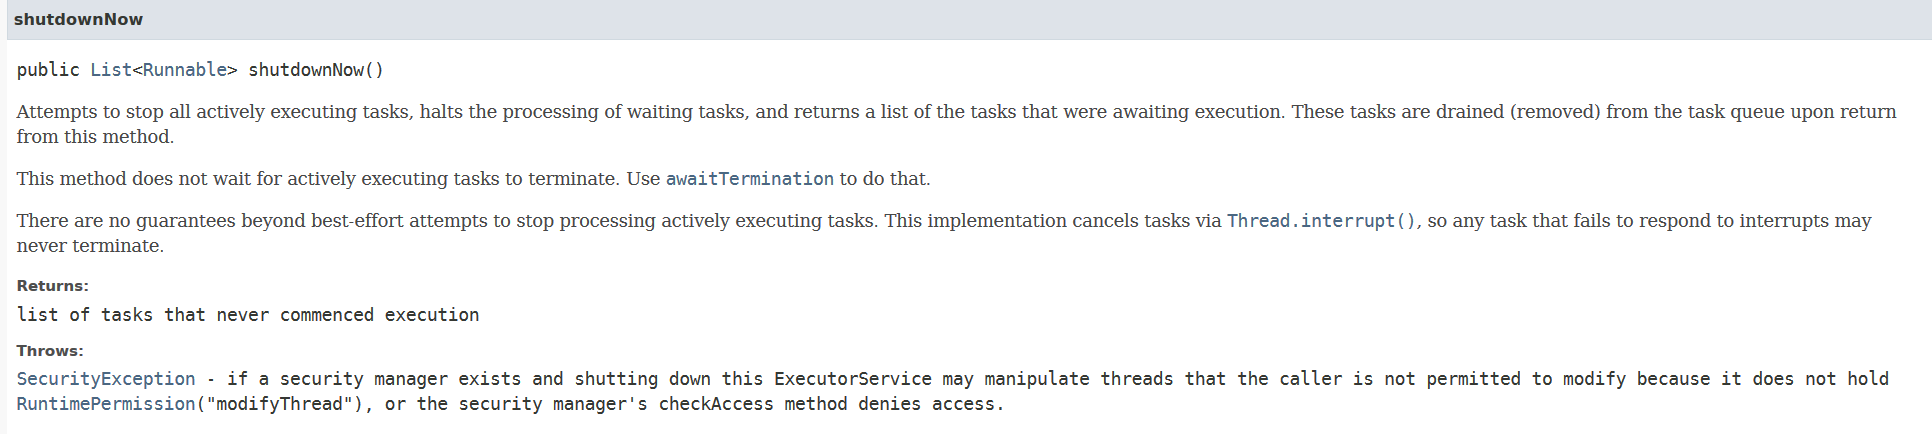 shutdownNow
public List<Runnable> shutdownNow()
Attempts to stop all actively executing tasks, halts the processing of waiting tasks, and returns a list of the tasks that were awaiting execution. These tasks are drained (removed) from the task queue upon return
from this method.
This method does not wait for actively executing tasks to terminate. Use awaitTermination to do that.
There are no guarantees beyond best-effort attempts to stop processing actively executing tasks. This implementation cancels tasks via Thread.interrupt(), so any task that fails to respond to interrupts may
never terminate.
Returns:
list of tasks that never commenced execution
Throws:
SecurityException - if a security manager exists and shutting down this ExecutorService may manipulate threads that the caller is not permitted to modify because it does not hold
RuntimePermission("modifyThread"), or the security manager's checkAccess method denies access.